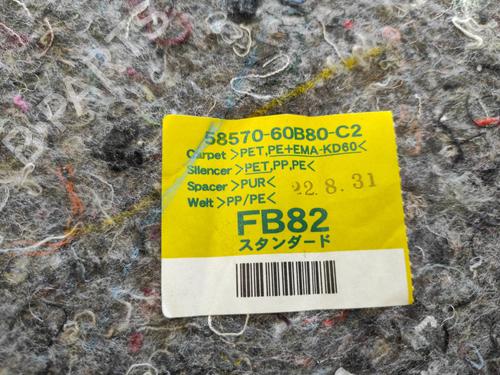 B-PARTS
58570-60B80-C2
Carpet >PET,PE+EMA-KD60<
Silencer >PET,PP,PE<
Spacer >PUR< 22.8.31
Welt >PP/PE<
FB82
スタンダード